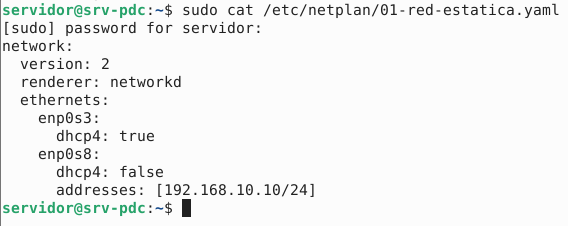 servidor@srv-pdc:~$ sudo cat /etc/netplan/01-red-estatica.yaml
[sudo] password for servidor:
network:
  version: 2
  renderer: networkd
  ethernets:
    enp0s3:
      dhcp4: true
    enp0s8:
      dhcp4: false
      addresses: [192.168.10.10/24]
servidor@srv-pdc:~$